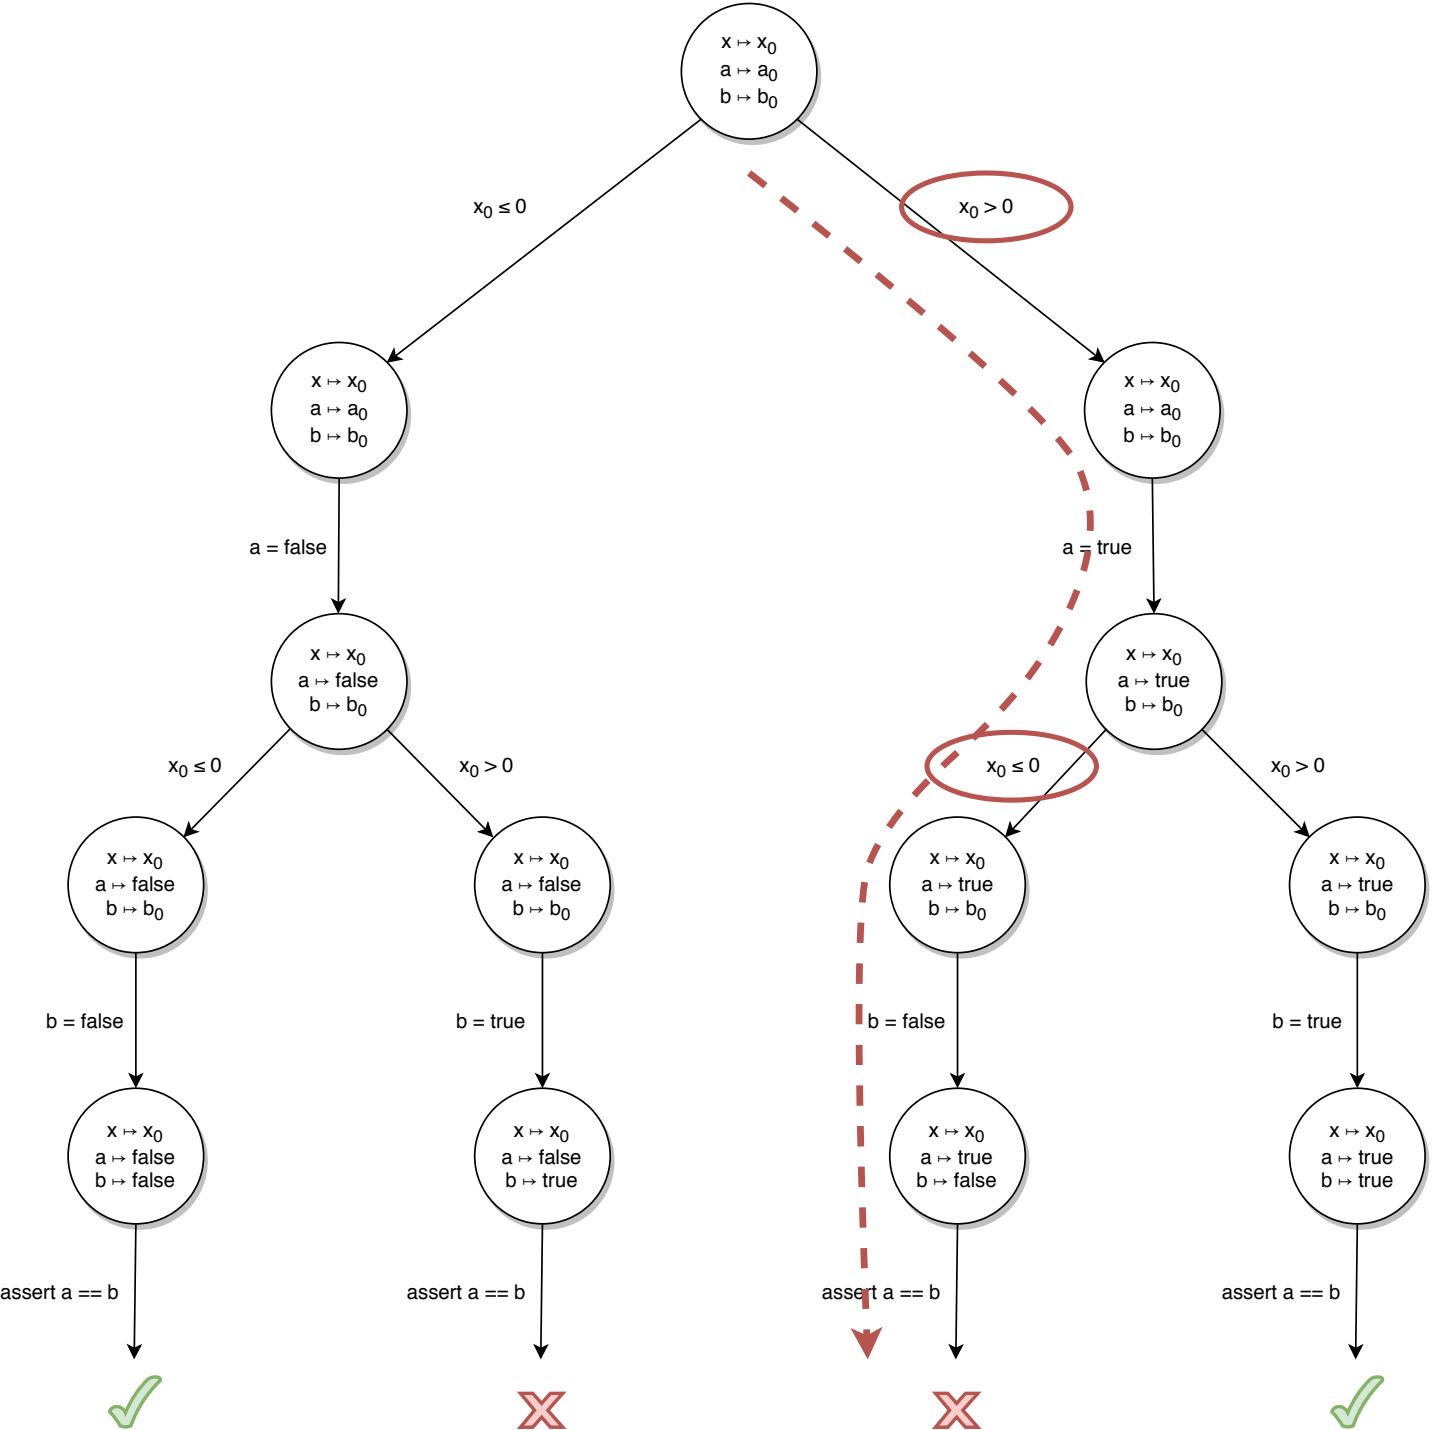 x ↦ x₀
a ↦ a₀
b ↦ b₀
x₀ ≤ 0
x₀ > 0
x ↦ x₀
a ↦ a₀
b ↦ b₀
x ↦ x₀
a ↦ a₀
b ↦ b₀
a = false
a = true
x ↦ x₀
a ↦ false
b ↦ b₀
x ↦ x₀
a ↦ true
b ↦ b₀
x₀ ≤ 0
x₀ > 0
x₀ ≤ 0
x₀ > 0
x ↦ x₀
a ↦ false
b ↦ b₀
x ↦ x₀
a ↦ false
b ↦ b₀
x ↦ x₀
a ↦ true
b ↦ b₀
x ↦ x₀
a ↦ true
b ↦ b₀
b = false
b = true
b = false
b = true
x ↦ x₀
a ↦ false
b ↦ false
x ↦ x₀
a ↦ false
b ↦ true
x ↦ x₀
a ↦ true
b ↦ false
x ↦ x₀
a ↦ true
b ↦ true
assert a == b
assert a == b
assert a == b
assert a == b